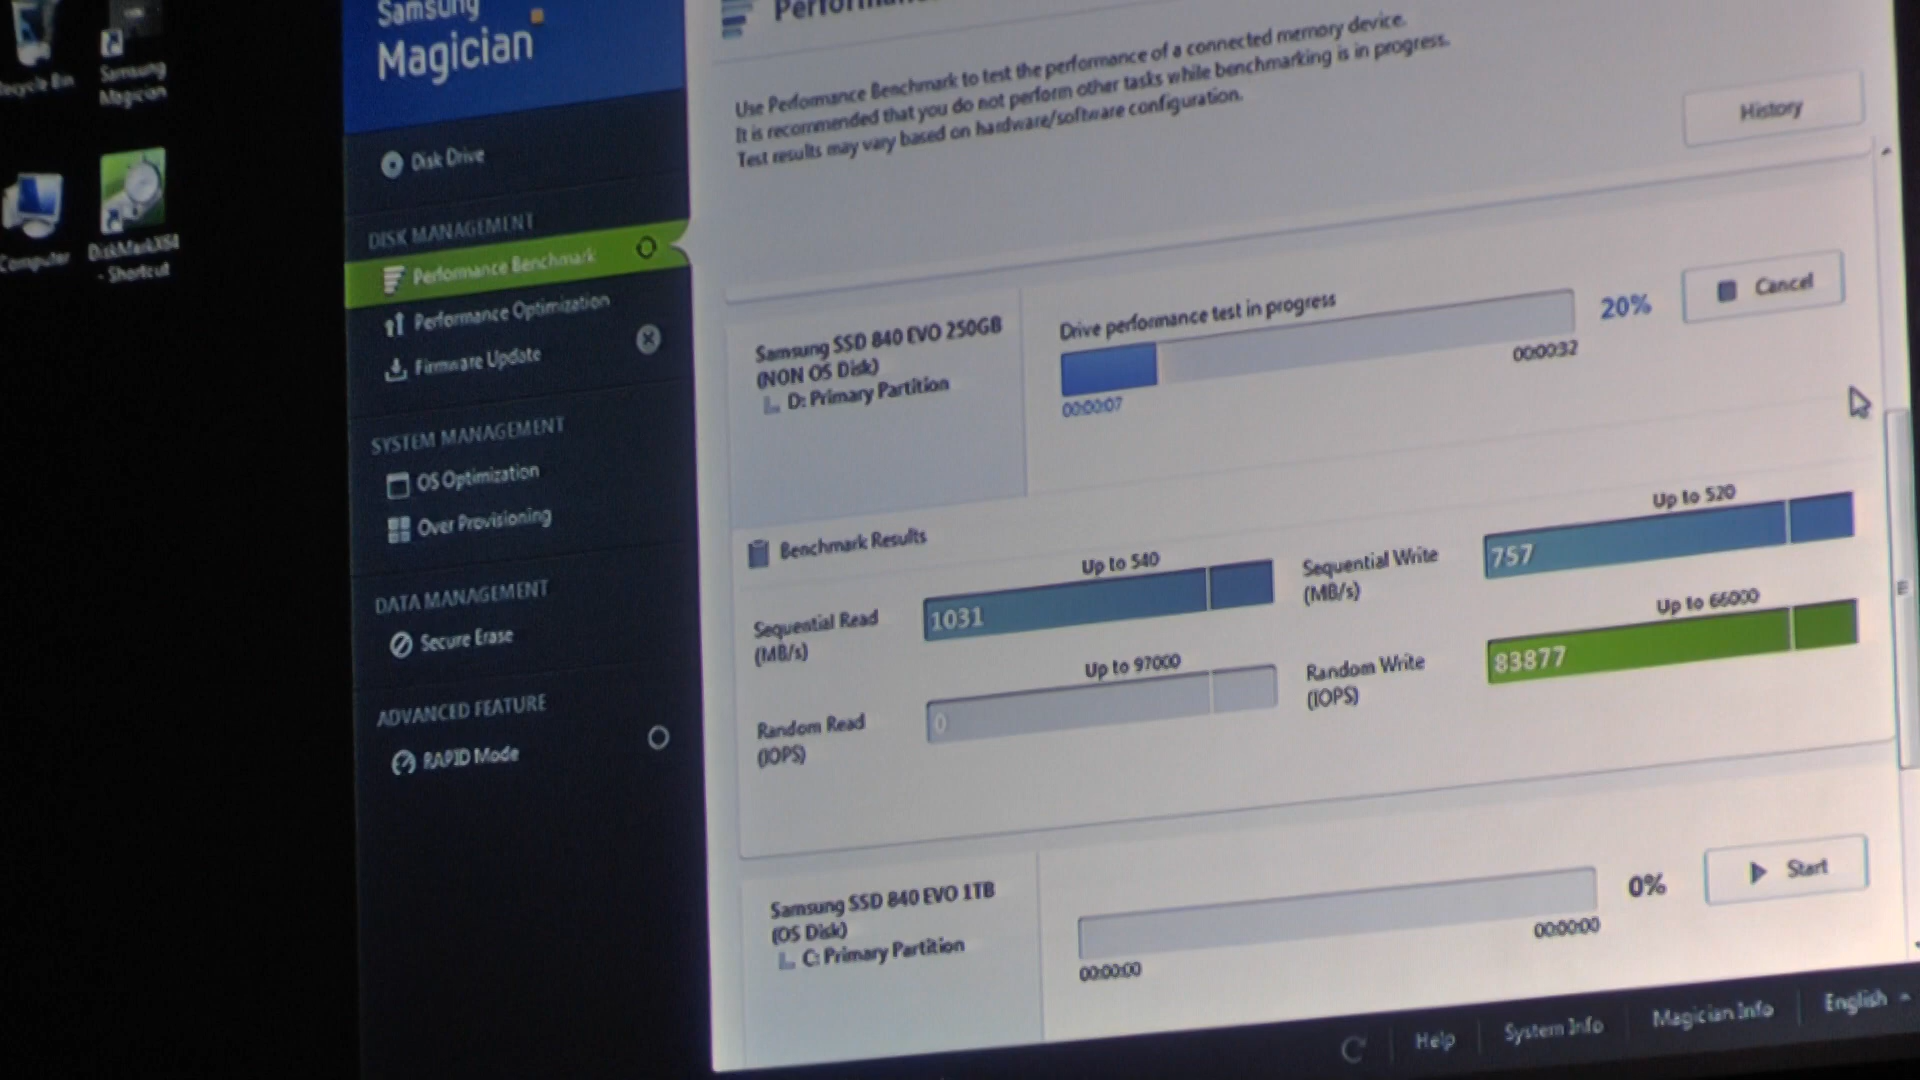 Recycle Bin
Samsung
Magician
Computer
DiskMarkX64
- Shortcut
Samsung
Magician
Disk Drive
DISK MANAGEMENT
Performance Benchmark
Performance Optimization
Firmware Update
SYSTEM MANAGEMENT
OS Optimization
Over Provisioning
DATA MANAGEMENT
Secure Erase
ADVANCED FEATURE
RAPID Mode
Use Performance Benchmark to test the performance of a connected memory device.
It is recommended that you do not perform other tasks while benchmarking is in progress.
Test results may vary based on hardware/software configuration.
History
Samsung SSD 840 EVO 250GB
(NON OS Disk)
D: Primary Partition
Drive performance test in progress
20%
Cancel
00:00:07
00:00:32
Benchmark Results
Sequential Read
(MB/s)
Up to 540
1031
Sequential Write
(MB/s)
Up to 520
757
Random Read
(IOPS)
Up to 97000
0
Random Write
(IOPS)
Up to 66000
83877
Samsung SSD 840 EVO 1TB
(OS Disk)
C: Primary Partition
0%
Start
00:00:00
00:00:00
Help
System Info
Magician Info
English